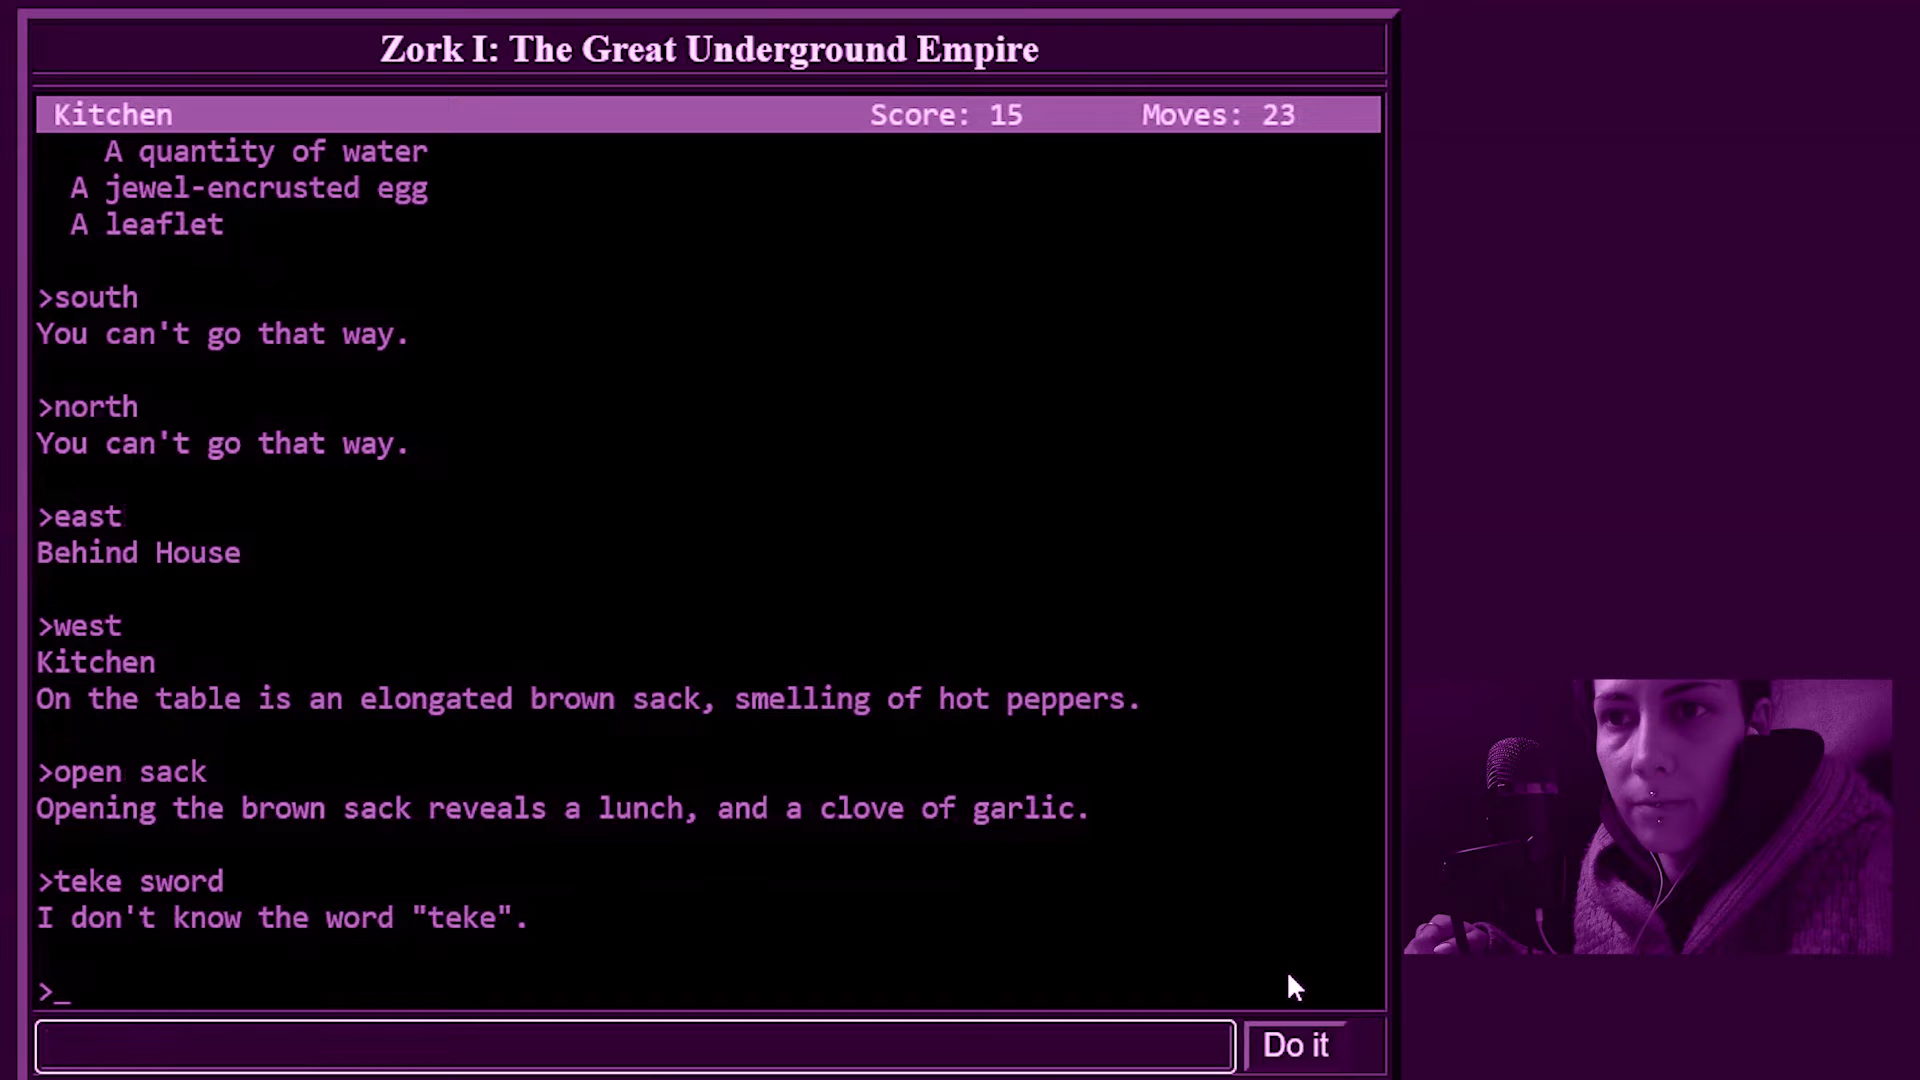 Zork I: The Great Underground Empire
Kitchen Score: 15 Moves: 23
A quantity of water
A jewel-encrusted egg
A leaflet
>south
You can't go that way.
>north
You can't go that way.
>east
Behind House
>west
Kitchen
On the table is an elongated brown sack, smelling of hot peppers.
>open sack
Opening the brown sack reveals a lunch, and a clove of garlic.
>teke sword
I don't know the word "teke".
>_
Do it